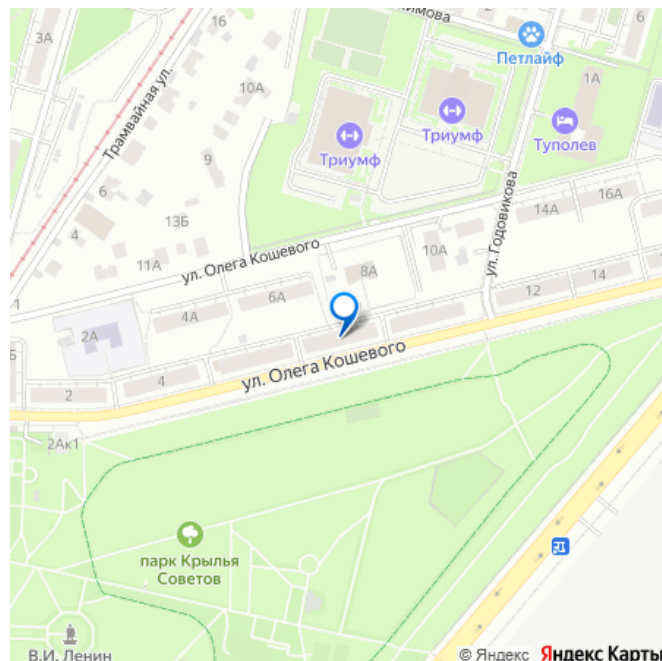 3А
16
Трамвайная ул.
10А
6
Петлайф
1А
Триумф
Триумф
Туполев
9
6
4
13Б
11А
ул. Олега Кошевого
ул. Годовикова
14А
16А
10А
8А
6А
4А
2А
1
12
14
ул. Олега Кошевого
2
4
2Ак1
парк Крылья
Советов
В.И. Ленин
© Яндекс Яндекс Карты